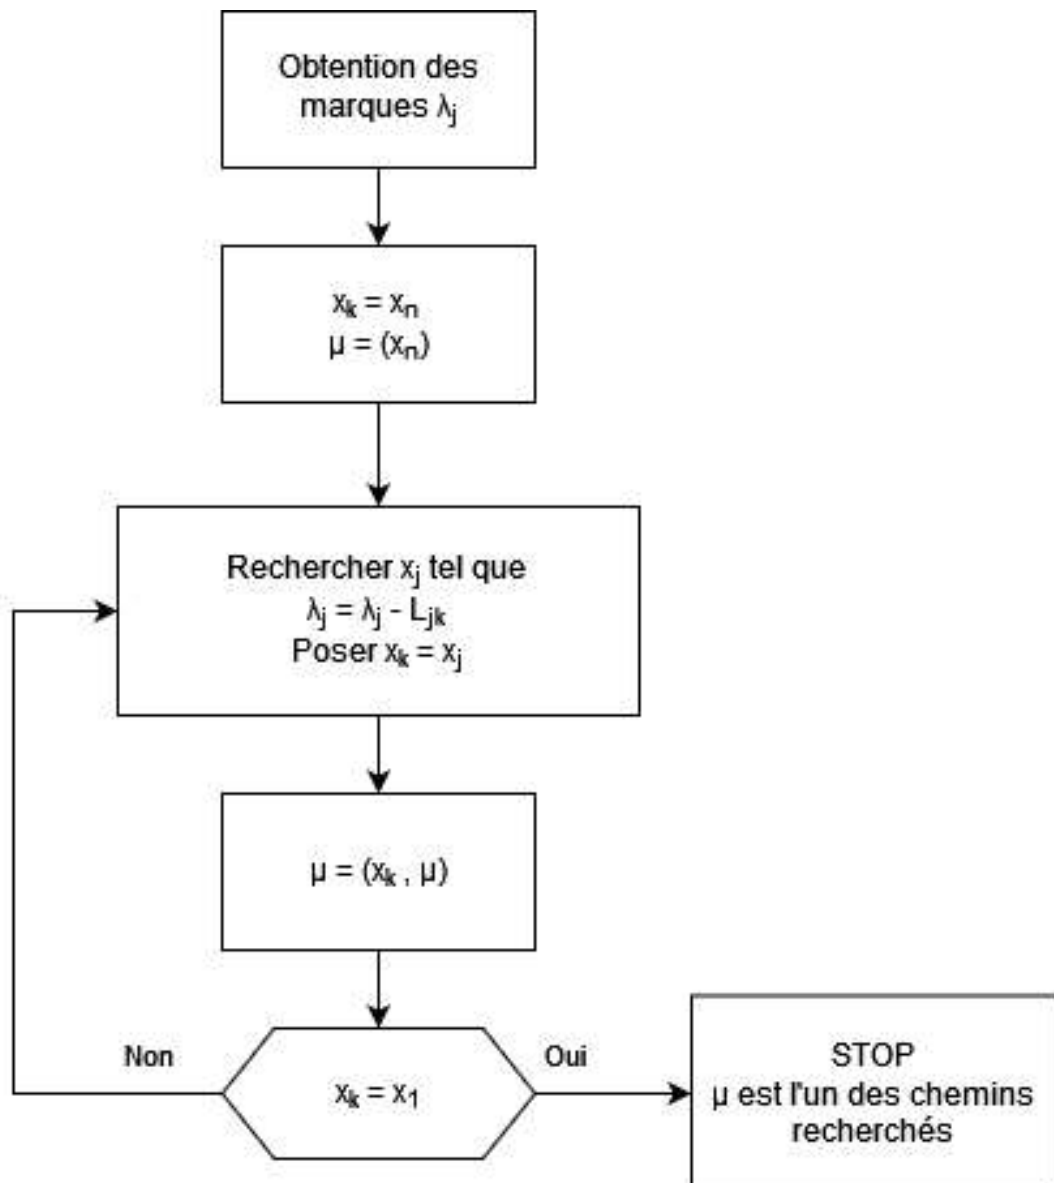 Obtention des
marques λj
xk = xn
μ = (xn)
Rechercher xj tel que
λj = λj - Ljk
Poser xk = xj
μ = (xk , μ)
Non
xk = x1
Oui
STOP
μ est l'un des chemins
recherchés